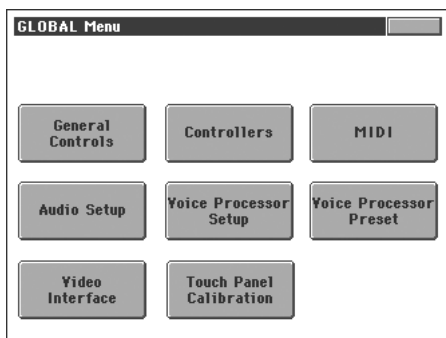 GLOBAL Menu
General
Controls
Controllers
MIDI
Audio Setup
Voice Processor
Setup
Voice Processor
Preset
Video
Interface
Touch Panel
Calibration